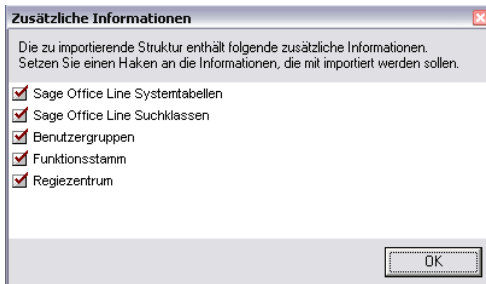 Zusätzliche Informationen
Die zu importierende Struktur enthält folgende zusätzliche Informationen.
Setzen Sie einen Haken an die Informationen, die mit importiert werden sollen.
Sage Office Line Systemtabellen
Sage Office Line Suchklassen
Benutzergruppen
Funktionsstamm
Regiezentrum
OK